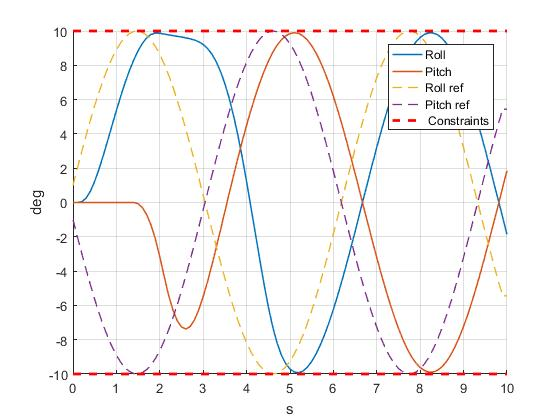 10
8
6
4
2
0
-2
-4
-6
-8
-10
deg
0 1 2 3 4 5 6 7 8 9 10
s
Roll
Pitch
Roll ref
Pitch ref
Constraints